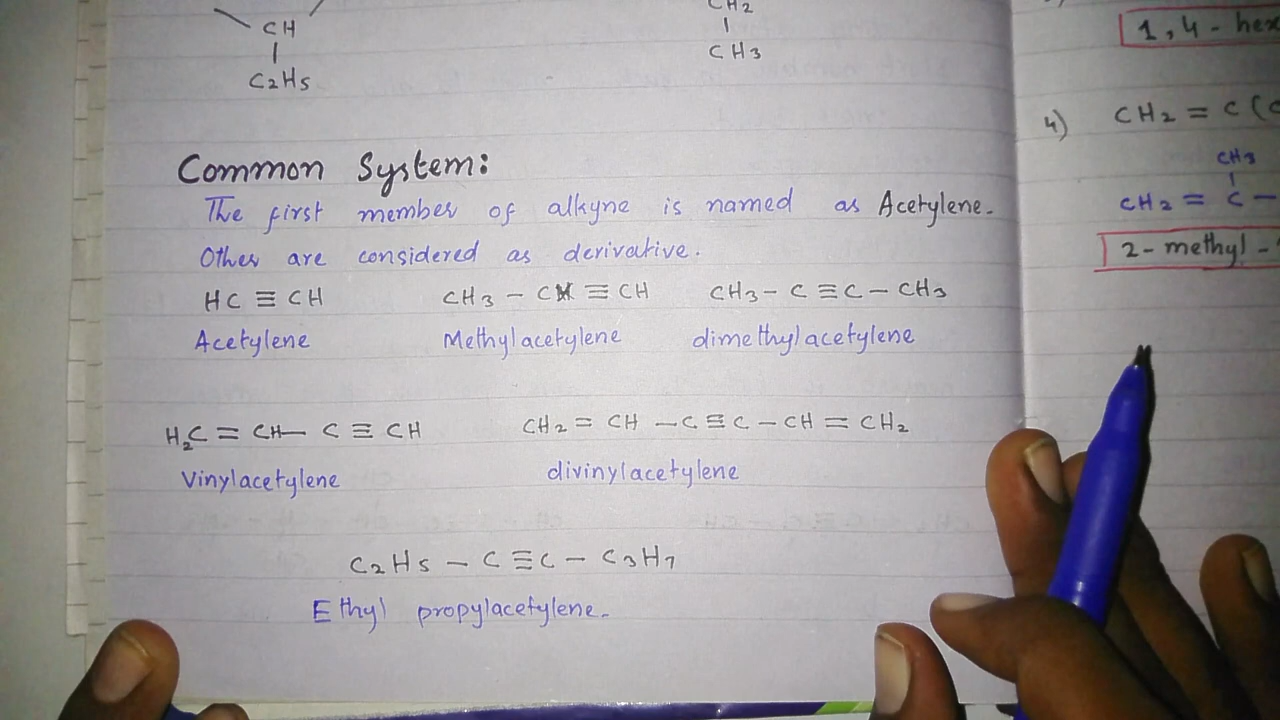 CH
C2H5
CH2
CH3
Common System:
The first member of alkyne is named as Acetylene.
Other are considered as derivative.
HC ≡ CH
CH3 - C ≡ CH
CH3 - C ≡ C - CH3
Acetylene
Methylacetylene
dimethylacetylene
H2C = CH - C ≡ CH
CH2 = CH - C ≡ C - CH = CH2
Vinylacetylene
divinylacetylene
C2H5 - C ≡ C - C3H7
Ethyl propylacetylene.
1,4 - hex
4) CH2 = C (C
CH3
CH2 = C -
2 - methyl -